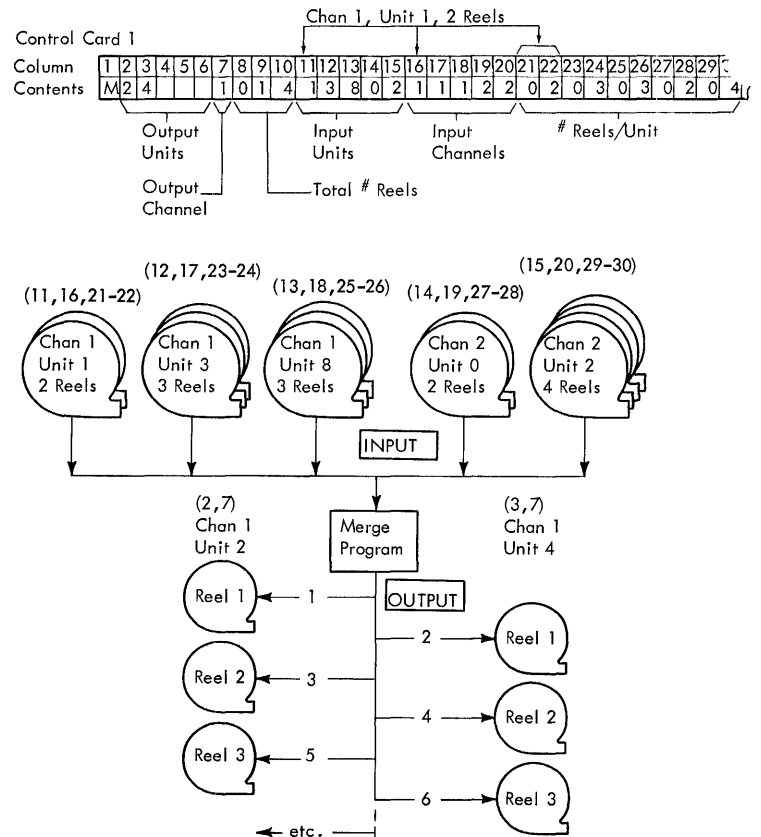 Chan 1, Unit 1, 2 Reels
Control Card 1
Column 1 2 3 4 5 6 7 8 9 10 11 12 13 14 15 16 17 18 19 20 21 22 23 24 25 26 27 28 29
Contents M 2 4 1 0 1 4 1 3 8 0 2 1 1 1 2 2 0 2 0 3 0 3 0 2 0 4
Output Units
Input Units
Input Channels
# Reels/Unit
Output Channel
Total # Reels
(11,16,21-22)
(12,17,23-24)
(13,18,25-26)
(14,19,27-28)
(15,20,29-30)
Chan 1
Unit 1
2 Reels
Chan 1
Unit 3
3 Reels
Chan 1
Unit 8
3 Reels
Chan 2
Unit 0
2 Reels
Chan 2
Unit 2
4 Reels
INPUT
(2,7)
Chan 1
Unit 2
Merge
Program
(3,7)
Chan 1
Unit 4
Reel 1
1
OUTPUT
2
Reel 1
Reel 2
3
4
Reel 2
Reel 3
5
6
Reel 3
etc.